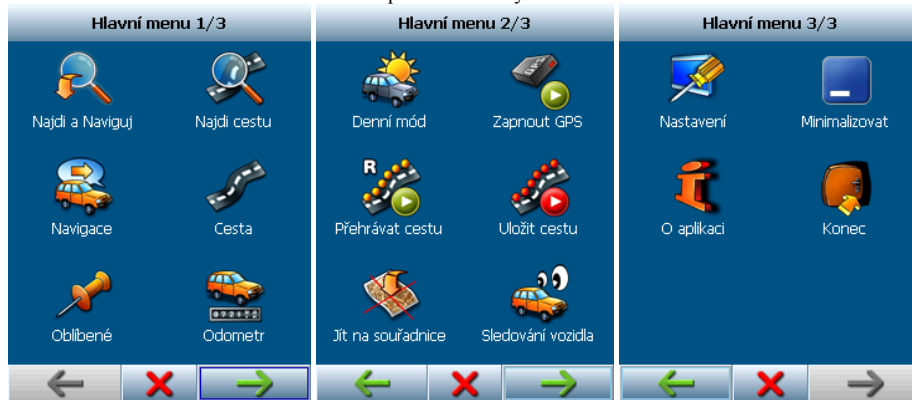 Hlavní menu 1/3
Najdi a Naviguj
Najdi cestu
Navigace
Cesta
Oblíbené
Odometr
Hlavní menu 2/3
Denní mód
Zapnout GPS
R
Přehrávat cestu
Uložit cestu
Jít na souřadnice
Sledování vozidla
Hlavní menu 3/3
Nastavení
Minimalizovat
O aplikaci
Konec